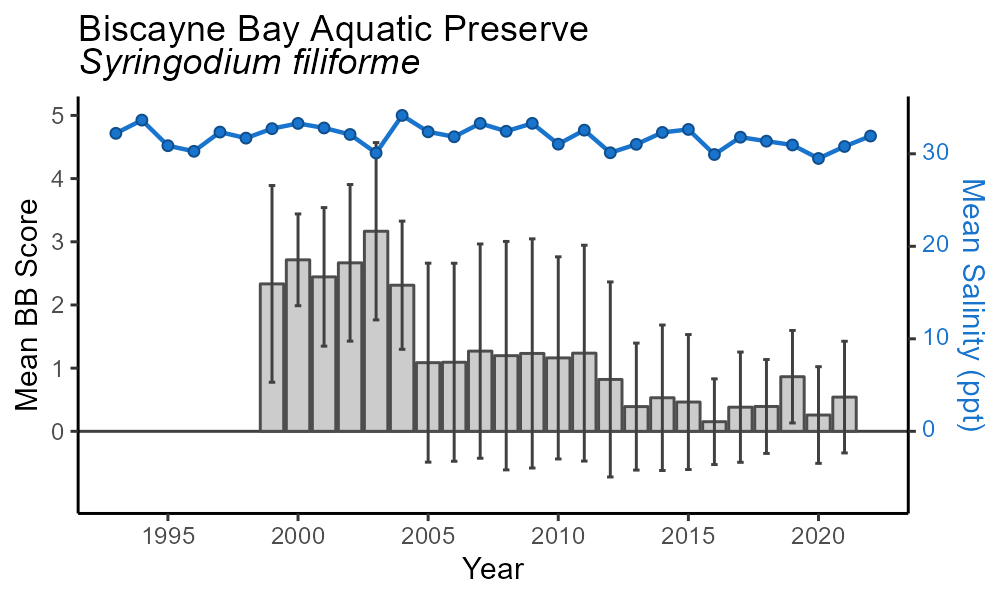 Biscayne Bay Aquatic Preserve
Syringodium filiforme
Mean BB Score
5
4
3
2
1
0
30
20
10
0
Mean Salinity (ppt)
1995 2000 2005 2010 2015 2020
Year